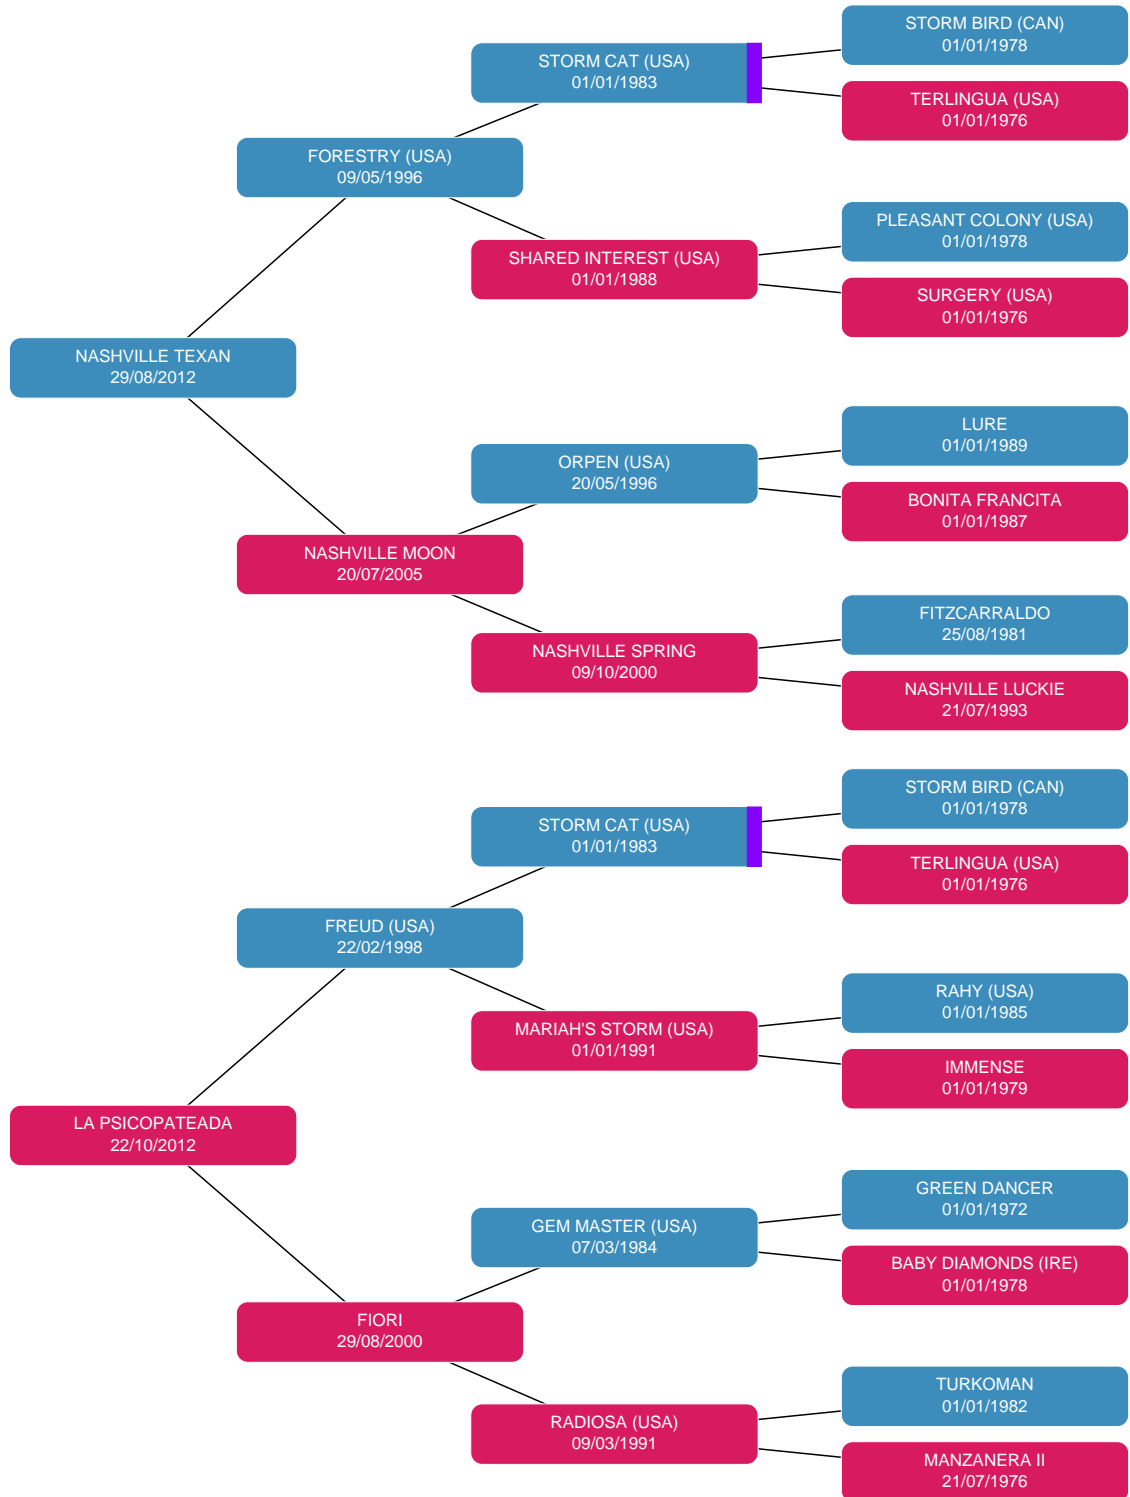 STORM BIRD (CAN)
01/01/1978
STORM CAT (USA)
01/01/1983
TERLINGUA (USA)
01/01/1976
FORESTRY (USA)
09/05/1996
PLEASANT COLONY (USA)
01/01/1978
SHARED INTEREST (USA)
01/01/1988
SURGERY (USA)
01/01/1976
NASHVILLE TEXAN
29/08/2012
LURE
01/01/1989
ORPEN (USA)
20/05/1996
BONITA FRANCITA
01/01/1987
NASHVILLE MOON
20/07/2005
FITZCARRALDO
25/08/1981
NASHVILLE SPRING
09/10/2000
NASHVILLE LUCKIE
21/07/1993
STORM BIRD (CAN)
01/01/1978
STORM CAT (USA)
01/01/1983
TERLINGUA (USA)
01/01/1976
FREUD (USA)
22/02/1998
RAHY (USA)
01/01/1985
MARIAH'S STORM (USA)
01/01/1991
IMMENSE
01/01/1979
LA PSICOPATEADA
22/10/2012
GREEN DANCER
01/01/1972
GEM MASTER (USA)
07/03/1984
BABY DIAMONDS (IRE)
01/01/1978
FIORI
29/08/2000
TURKOMAN
01/01/1982
RADIOSA (USA)
09/03/1991
MANZANERA II
21/07/1976